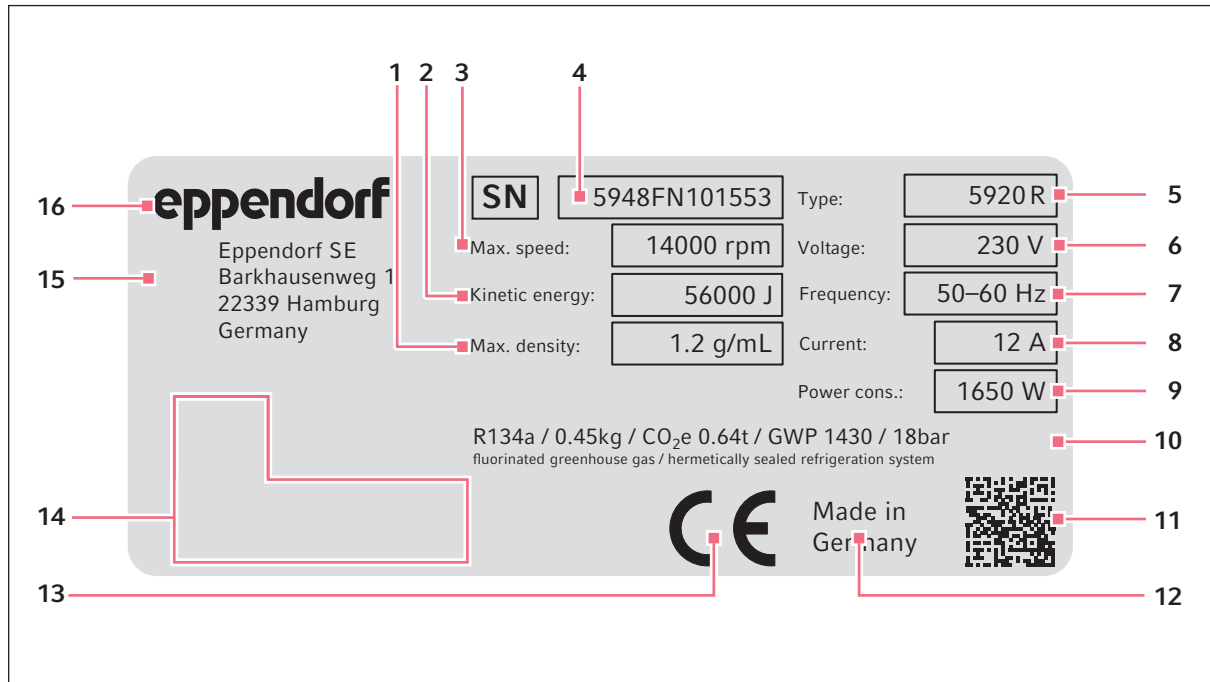 1 2 3 4
16 eppendorf SN 5948FN101553 Type: 5920 R 5
15 Eppendorf SE Max. speed: 14000 rpm Voltage: 230 V 6
Barkhausenweg 1
22339 Hamburg Kinetic energy: 56000 J Frequency: 50–60 Hz 7
Germany
Max. density: 1.2 g/mL Current: 12 A 8
Power cons.: 1650 W 9
R134a / 0.45kg / CO₂e 0.64t / GWP 1430 / 18bar 10
fluorinated greenhouse gas / hermetically sealed refrigeration system
14 CE Made in 11
Germany
13 12